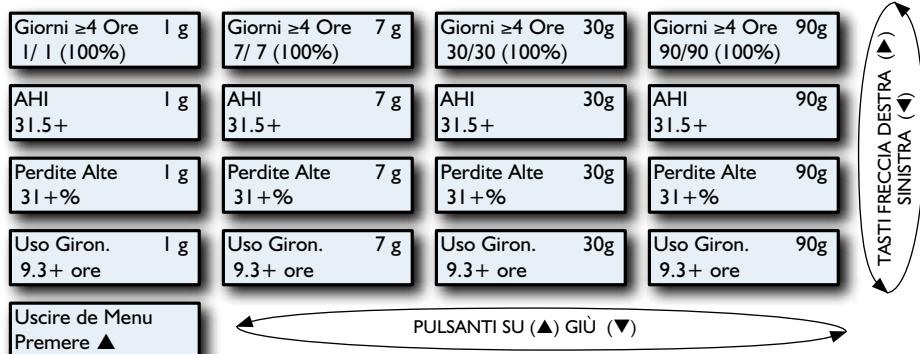 Giorni ≥4 Ore 1 g
1/ 1 (100%)
Giorni ≥4 Ore 7 g
7/ 7 (100%)
Giorni ≥4 Ore 30g
30/30 (100%)
Giorni ≥4 Ore 90g
90/90 (100%)
AHI 1 g
31.5+
AHI 7 g
31.5+
AHI 30g
31.5+
AHI 90g
31.5+
Perdite Alte 1 g
31+%
Perdite Alte 7 g
31+%
Perdite Alte 30g
31+%
Perdite Alte 90g
31+%
Uso Giron. 1 g
9.3+ ore
Uso Giron. 7 g
9.3+ ore
Uso Giron. 30g
9.3+ ore
Uso Giron. 90g
9.3+ ore
Uscire de Menu
Premere ▲
PULSANTI SU (▲) GIÙ (▼)
TASTI FRECCIA DESTRA (▲)
SINISTRA (◀)